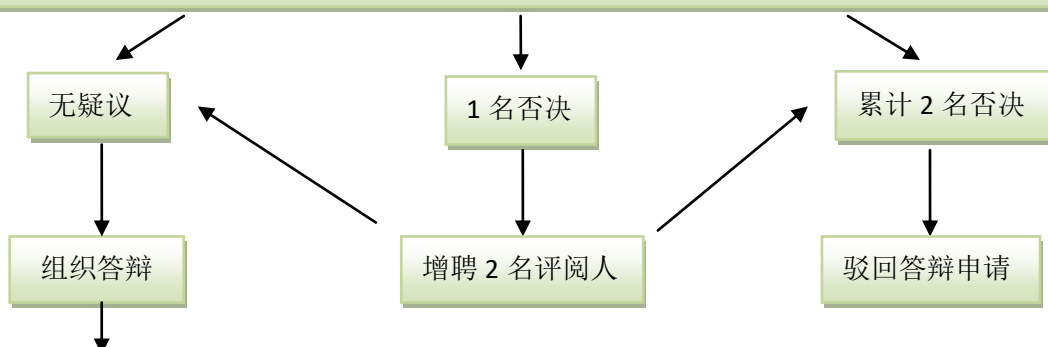 无疑议
1 名否决
累计 2 名否决
组织答辩
增聘 2 名评阅人
驳回答辩申请